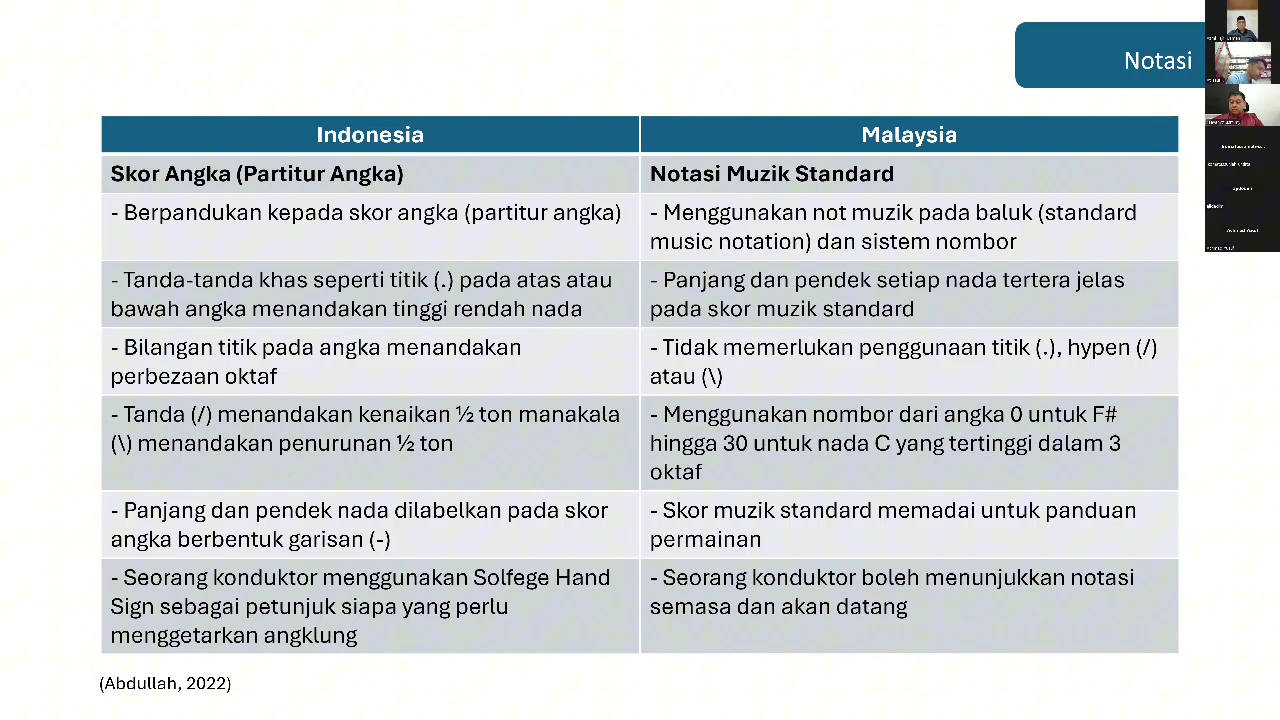 Notasi
Indonesia
Malaysia
Skor Angka (Partitur Angka)
Notasi Muzik Standard
- Berpandukan kepada skor angka (partitur angka)
- Menggunakan not muzik pada baluk (standard
music notation) dan sistem nombor
- Tanda-tanda khas seperti titik (.) pada atas atau
bawah angka menandakan tinggi rendah nada
- Panjang dan pendek setiap nada tertera jelas
pada skor muzik standard
- Bilangan titik pada angka menandakan
perbezaan oktaf
- Tidak memerlukan penggunaan titik (.), hypen (/)
atau (\)
- Tanda (/) menandakan kenaikan ½ ton manakala
(\) menandakan penurunan ½ ton
- Menggunakan nombor dari angka 0 untuk F#
hingga 30 untuk nada C yang tertinggi dalam 3
oktaf
- Panjang dan pendek nada dilabelkan pada skor
angka berbentuk garisan (-)
- Skor muzik standard memadai untuk panduan
permainan
- Seorang konduktor menggunakan Solfege Hand
Sign sebagai petunjuk siapa yang perlu
menggetarkan angklung
- Seorang konduktor boleh menunjukkan notasi
semasa dan akan datang
(Abdullah, 2022)